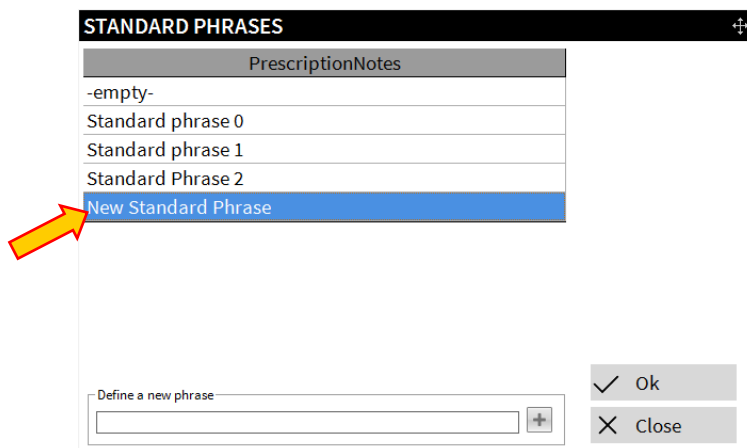 STANDARD PHRASES
PrescriptionNotes
-empty-
Standard phrase 0
Standard phrase 1
Standard Phrase 2
New Standard Phrase
Define a new phrase
Ok
Close